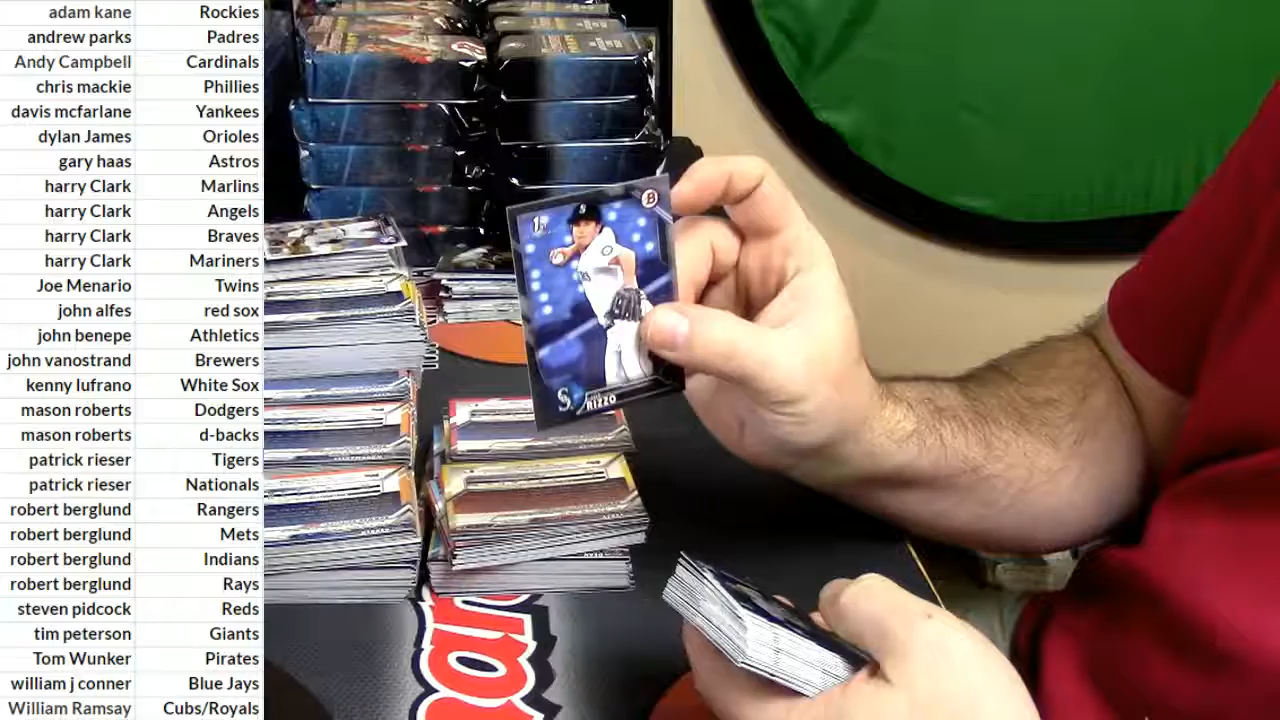 adam kane Rockies
andrew parks Padres
Andy Campbell Cardinals
chris mackie Phillies
davis mcfarlane Yankees
dylan James Orioles
gary haas Astros
harry Clark Marlins
harry Clark Angels
harry Clark Braves
harry Clark Mariners
Joe Menario Twins
john alfes red sox
john benepe Athletics
john vanostrand Brewers
kenny lufrano White Sox
mason roberts Dodgers
mason roberts d-backs
patrick rieser Tigers
patrick rieser Nationals
robert berglund Rangers
robert berglund Mets
robert berglund Indians
robert berglund Rays
steven pidcock Reds
tim peterson Giants
Tom Wunker Pirates
william j conner Blue Jays
William Ramsay Cubs/Royals
1st
B
S
RIZZO